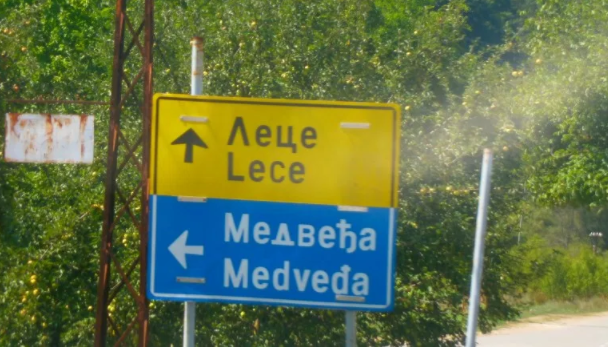 Леце
Lece
Медвеђа
Medveđa